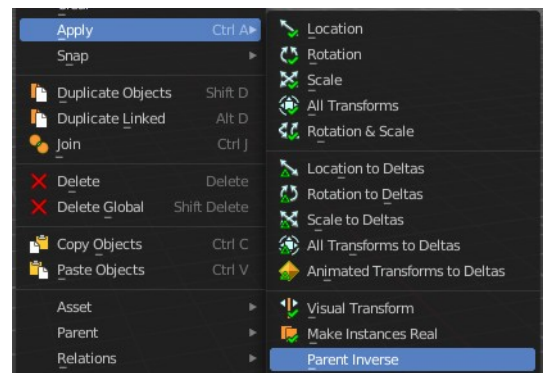 Apply Ctrl A
Snap
Duplicate Objects Shift D
Duplicate Linked Alt D
Join Ctrl J
Delete Delete
Delete Global Shift Delete
Copy Objects Ctrl C
Paste Objects Ctrl V
Asset
Parent
Relations
Location
Rotation
Scale
All Transforms
Rotation & Scale
Location to Deltas
Rotation to Deltas
Scale to Deltas
All Transforms to Deltas
Animated Transforms to Deltas
Visual Transform
Make Instances Real
Parent Inverse